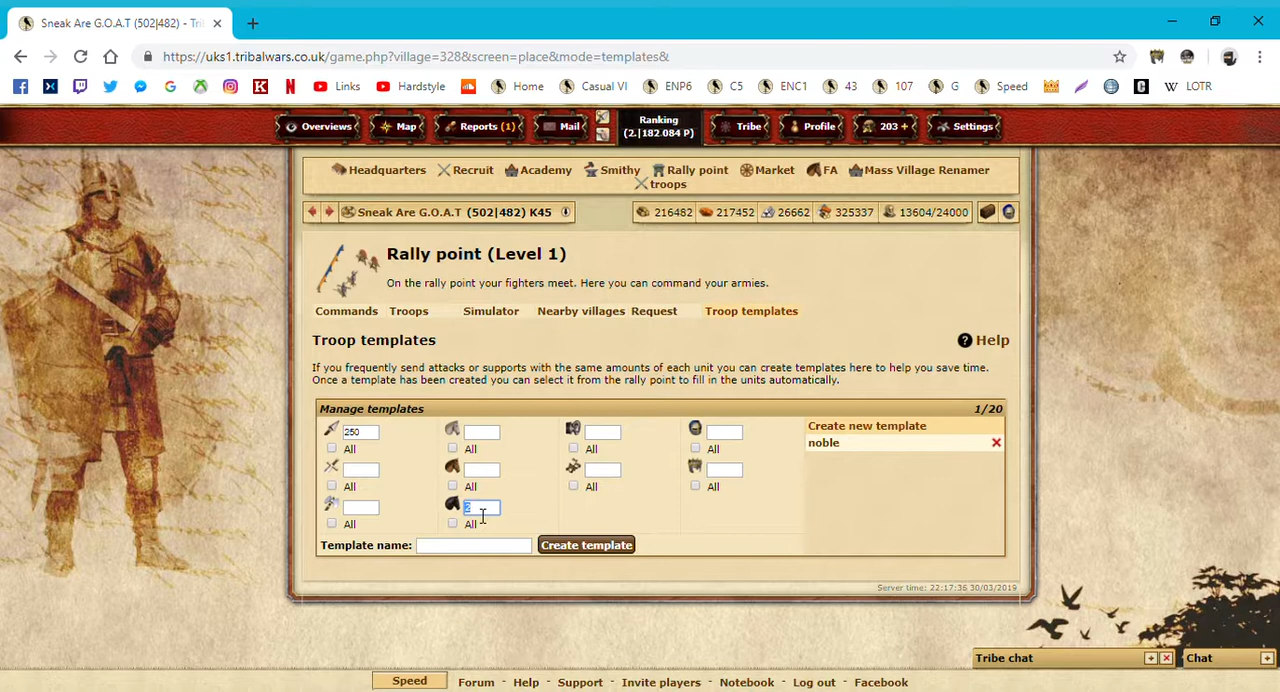 Sneak Are G.O.A.T (502|482) - Tri
https://uks1.tribalwars.co.uk/game.php?village=328&screen=place&mode=templates&
Links Hardstyle Home Casual VI ENP6 C5 ENC1 43 107 G Speed LOTR
Overviews Map Reports (1) Mail Ranking (2.|182.084 P) Tribe Profile 203 + Settings
Headquarters Recruit Academy Smithy Rally point Market FA Mass Village Renamer
troops
Sneak Are G.O.A.T (502|482) K45 216482 217452 26662 325337 13604/24000
Rally point (Level 1)
On the rally point your fighters meet. Here you can command your armies.
Commands Troops Simulator Nearby villages Request Troop templates
Troop templates Help
If you frequently send attacks or supports with the same amounts of each unit you can create templates here to help you save time.
Once a template has been created you can select it from the rally point to fill in the units automatically.
Manage templates 1/20
250 Create new template
All All All All noble
All All All All
2
All All
Template name: Create template
Server time: 22:17:36 30/03/2019
Tribe chat Chat
Speed Forum - Help - Support - Invite players - Notebook - Log out - Facebook